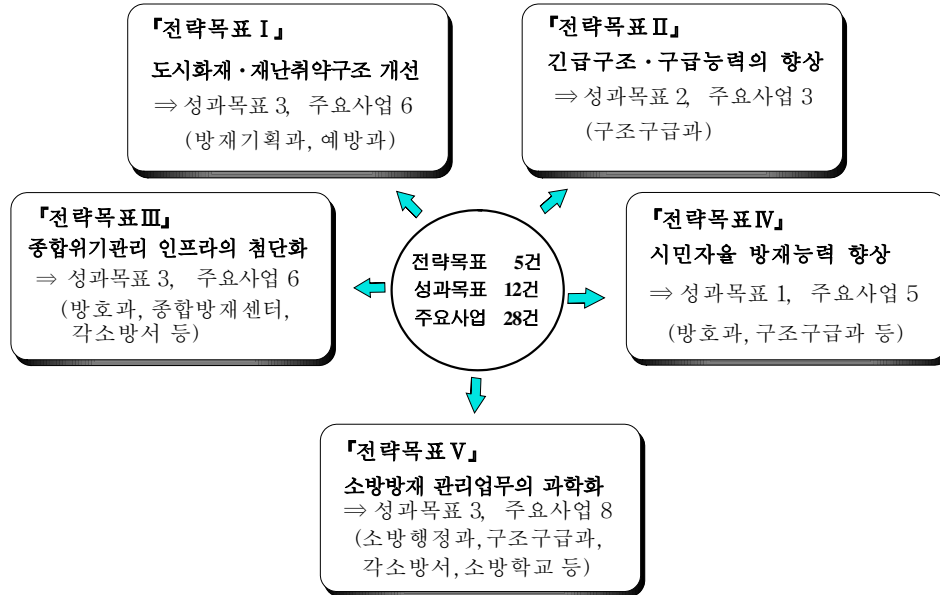 『전략목표Ⅰ』
도시화재·재난취약구조 개선
⇒ 성과목표 3, 주요사업 6
(방재기획과, 예방과)
『전략목표Ⅱ』
긴급구조·구급능력의 향상
⇒ 성과목표 2, 주요사업 3
(구조구급과)
『전략목표Ⅲ』
종합위기관리 인프라의 첨단화
⇒ 성과목표 3, 주요사업 6
(방호과, 종합방재센터,
각소방서 등)
전략목표 5건
성과목표 12건
주요사업 28건
『전략목표Ⅳ』
시민자율 방재능력 향상
⇒ 성과목표 1, 주요사업 5
(방호과, 구조구급과 등)
『전략목표Ⅴ』
소방방재 관리업무의 과학화
⇒ 성과목표 3, 주요사업 8
(소방행정과, 구조구급과,
각소방서, 소방학교 등)